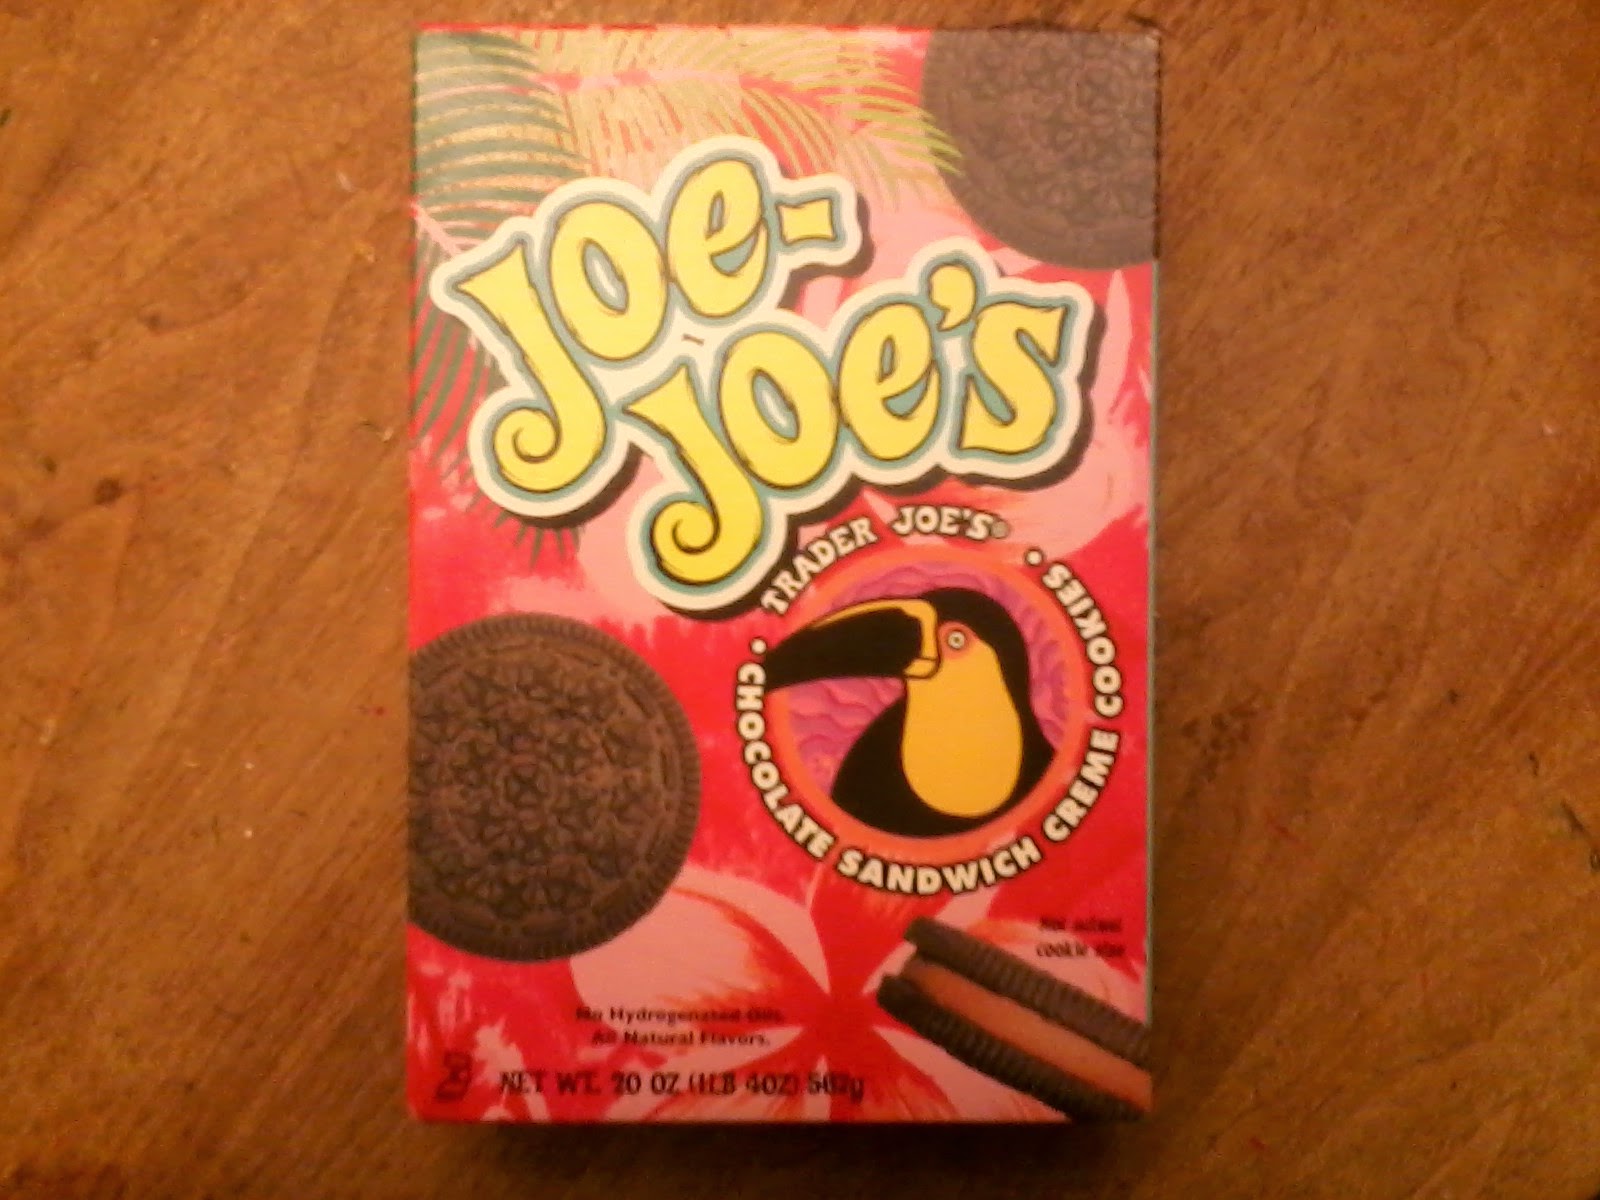 Joe-
Joe's
TRADER JOE'S®
• CHOCOLATE SANDWICH CREME COOKIES •
Not actual
cookie size
No Hydrogenated Oils.
All Natural Flavors.
NET WT. 20 OZ (1LB 4OZ) 567g